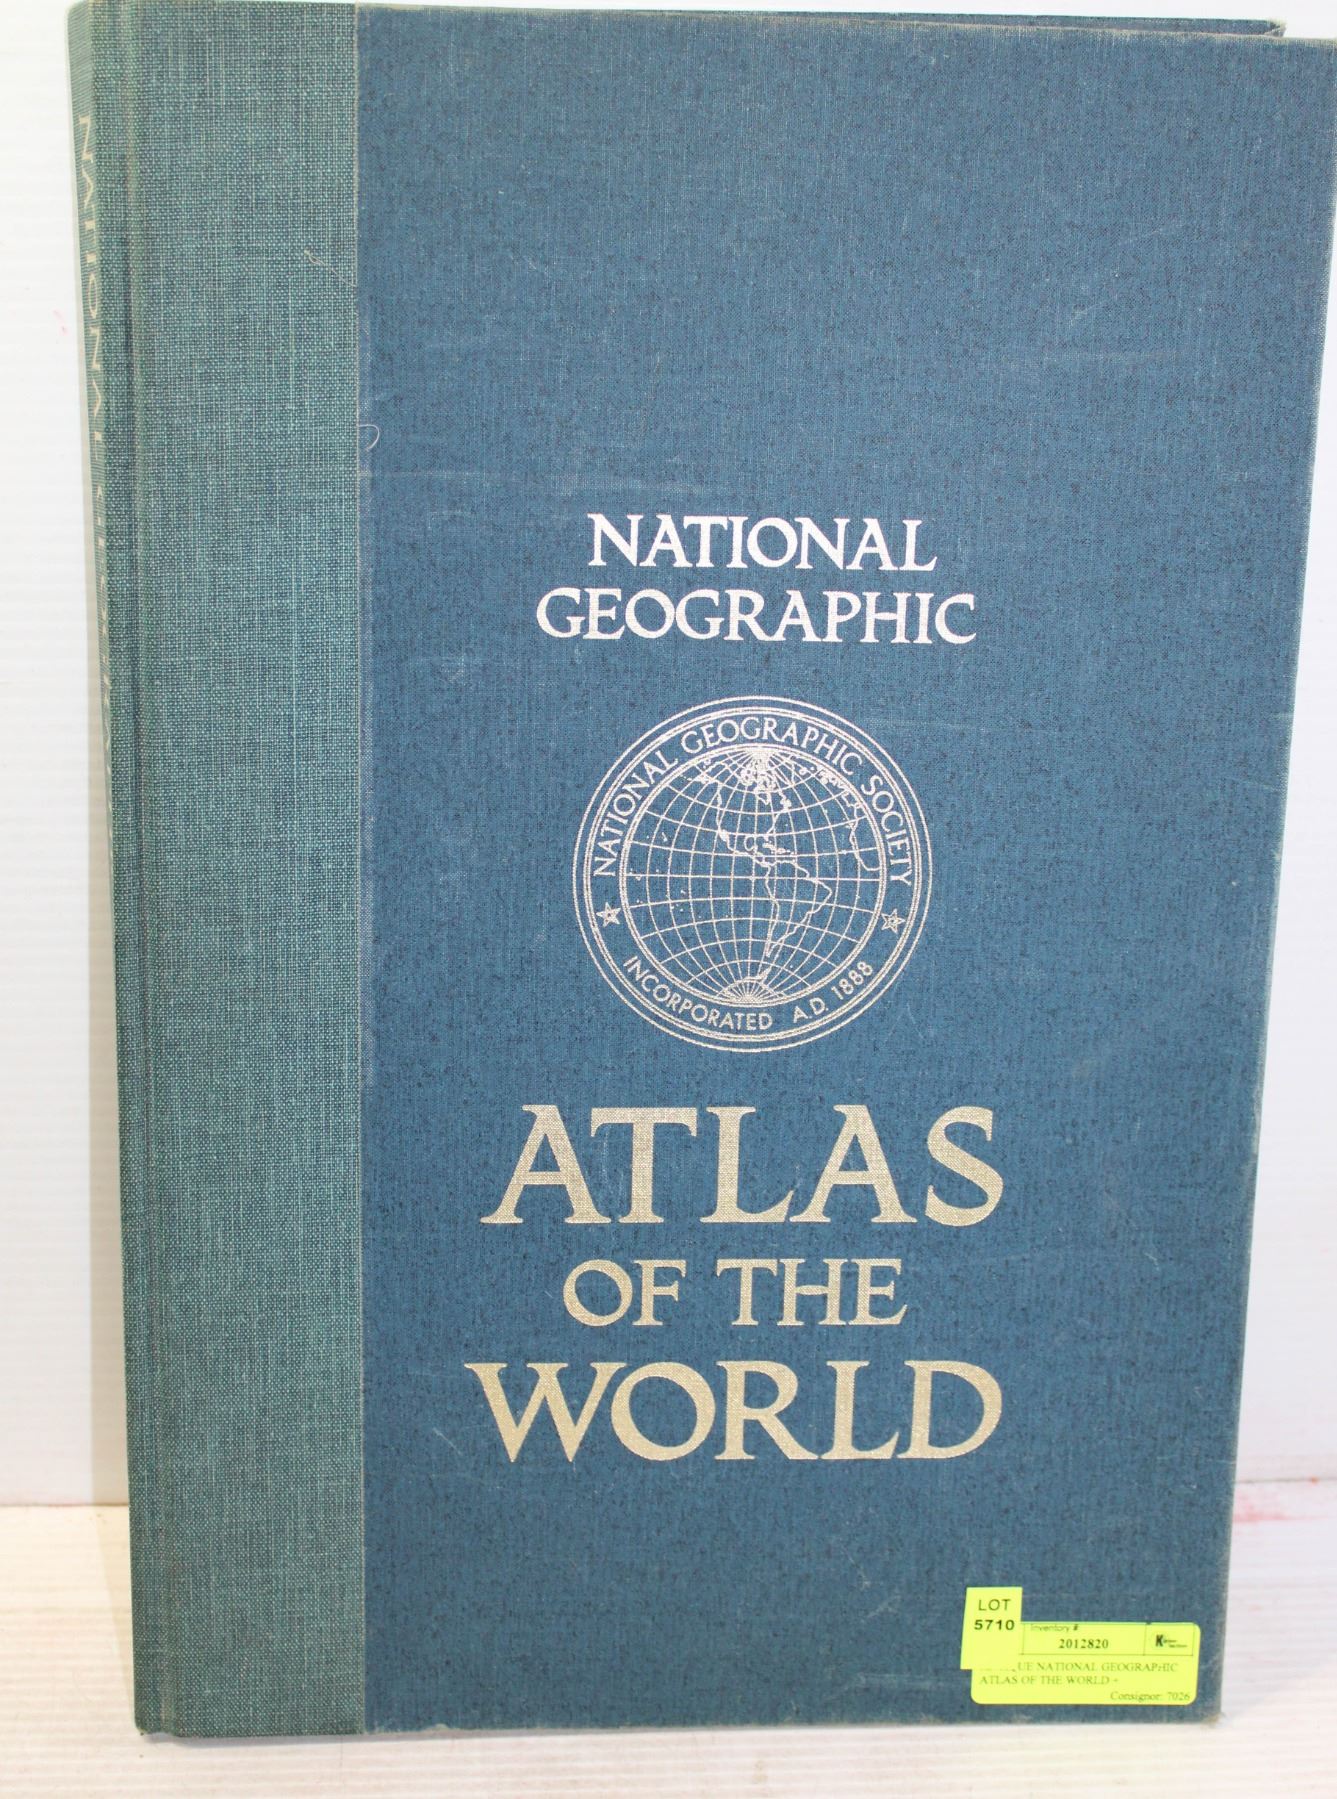 NATIONAL
NATIONAL
GEOGRAPHIC
NATIONAL GEOGRAPHIC SOCIETY
INCORPORATED A.D. 1888
ATLAS
OF THE
WORLD
LOT
5710
Inventory #
2012820
NATIONAL GEOGRAPHIC
ATLAS OF THE WORLD +
Consignor: 7026